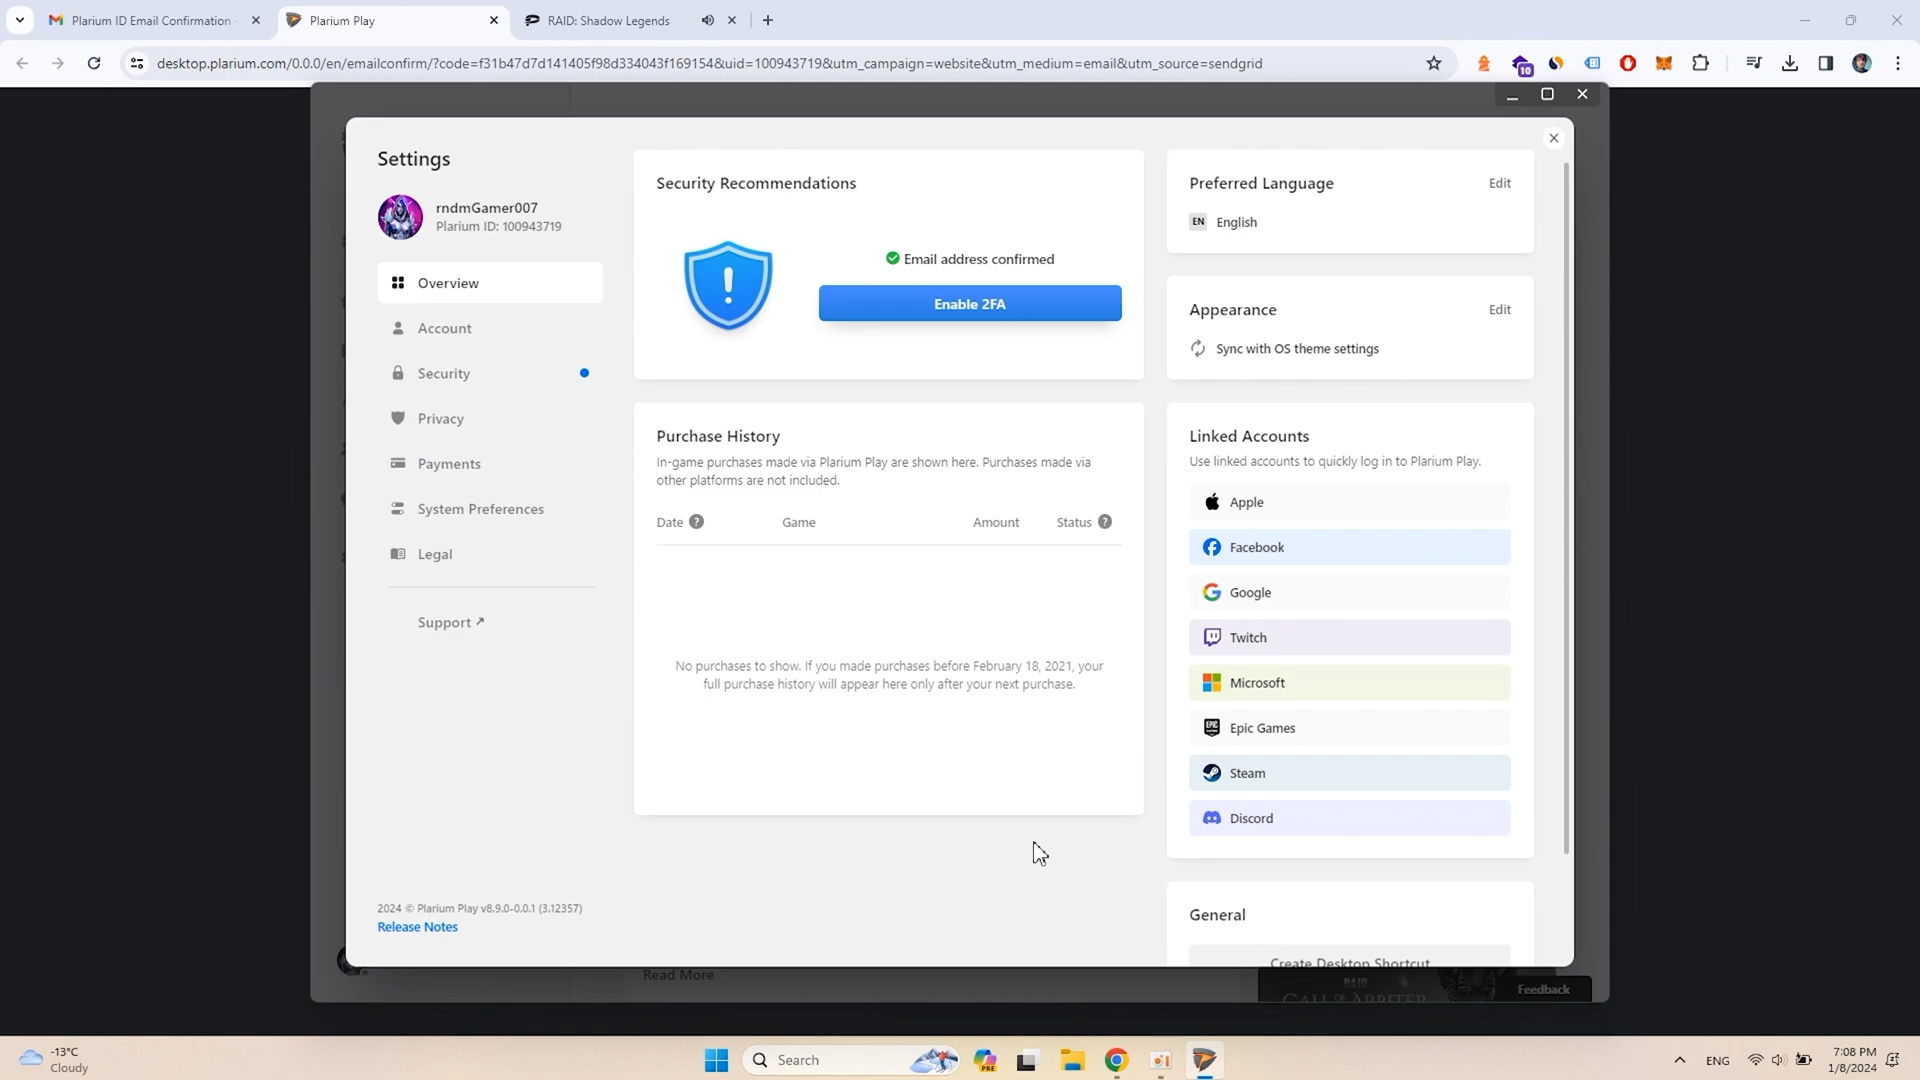 Plarium ID Email Confirmation
Plarium Play
RAID: Shadow Legends
desktop.plarium.com/0.0.0/en/emailconfirm/?code=f31b47d7d141405f98d334043f169154&uid=100943719&utm_campaign=website&utm_medium=email&utm_source=sendgrid
10
Settings
rndmGamer007
Plarium ID: 100943719
Overview
Account
Security
Privacy
Payments
System Preferences
Legal
Support
2024 © Plarium Play v8.9.0-0.0.1 (3.12357)
Release Notes
Security Recommendations
Email address confirmed
Enable 2FA
Purchase History
In-game purchases made via Plarium Play are shown here. Purchases made via
other platforms are not included.
Date ? Game Amount Status ?
No purchases to show. If you made purchases before February 18, 2021, your
full purchase history will appear here only after your next purchase.
Preferred Language Edit
EN English
Appearance Edit
Sync with OS theme settings
Linked Accounts
Use linked accounts to quickly log in to Plarium Play.
Apple
Facebook
Google
Twitch
Microsoft
EPIC Epic Games
Steam
Discord
General
Create Desktop Shortcut
Read More
RAID
CALL OF ARBITER
Feedback
-13°C
Cloudy
Search
PRE
ENG
7:08 PM
1/8/2024